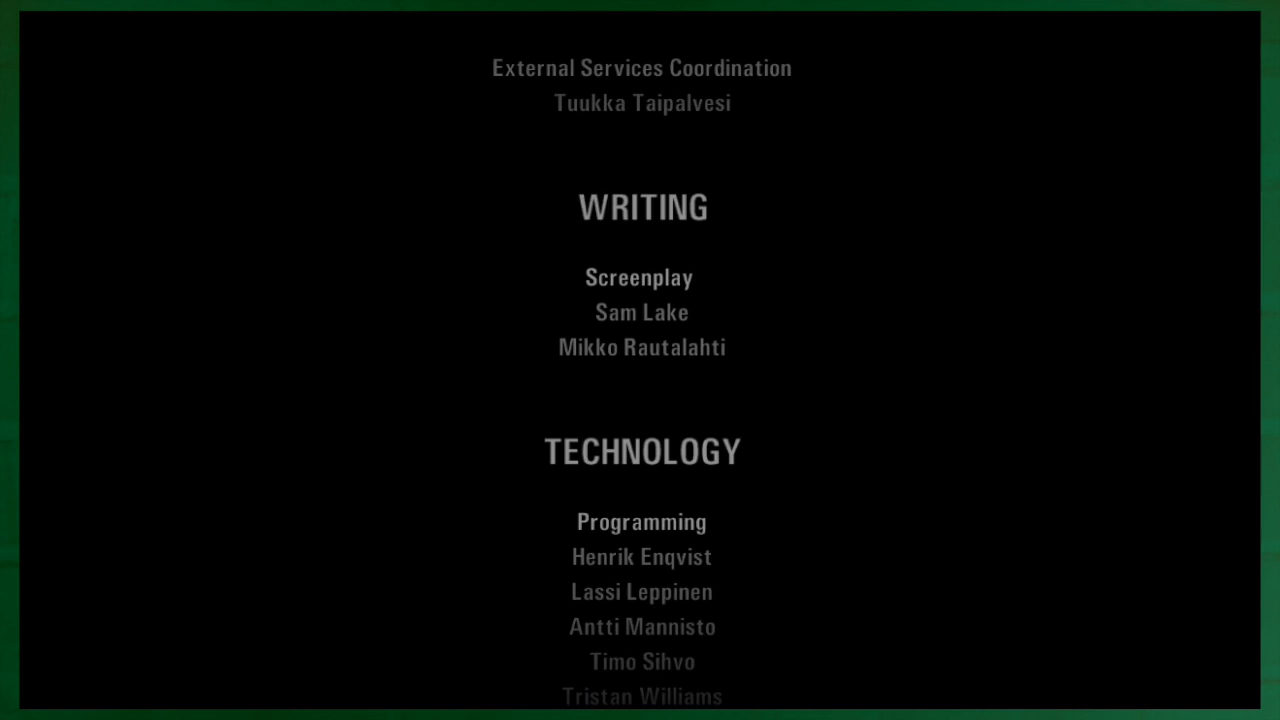 External Services Coordination
Tuukka Taipalvesi
WRITING
Screenplay
Sam Lake
Mikko Rautalahti
TECHNOLOGY
Programming
Henrik Enqvist
Lassi Leppinen
Antti Mannisto
Timo Sihvo
Tristan Williams